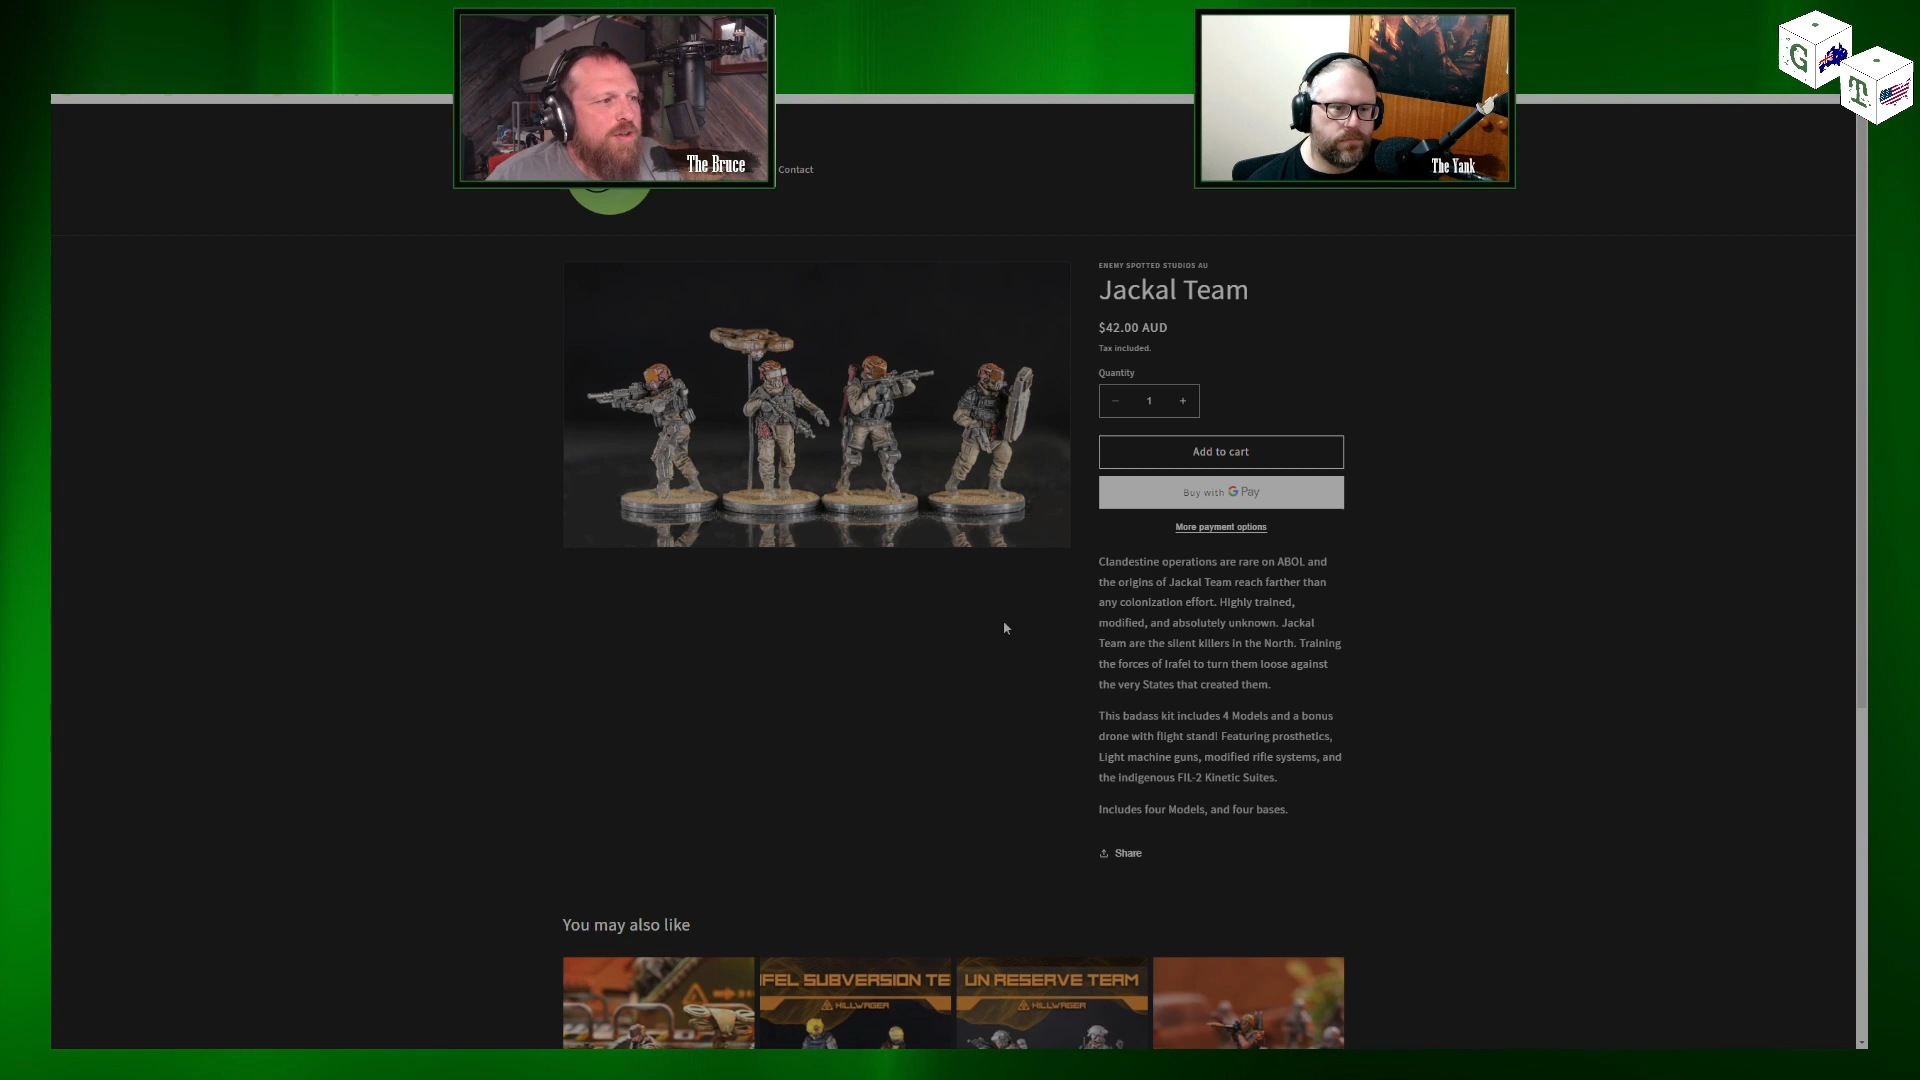 The Bruce
The Yank
G
T
Contact
ENEMY SPOTTED STUDIOS AU
Jackal Team
$42.00 AUD
Tax included.
Quantity
− 1 +
Add to cart
Buy with G Pay
More payment options
Clandestine operations are rare on ABOL and
the origins of Jackal Team reach farther than
any colonization effort. Highly trained,
modified, and absolutely unknown. Jackal
Team are the silent killers in the North. Training
the forces of Irafel to turn them loose against
the very States that created them.
This badass kit includes 4 Models and a bonus
drone with flight stand! Featuring prosthetics,
Light machine guns, modified rifle systems, and
the indigenous FIL-2 Kinetic Suites.
Includes four Models, and four bases.
Share
You may also like
IFEL SUBVERSION TE
HILLWAGER
UN RESERVE TEAM
HILLWAGER